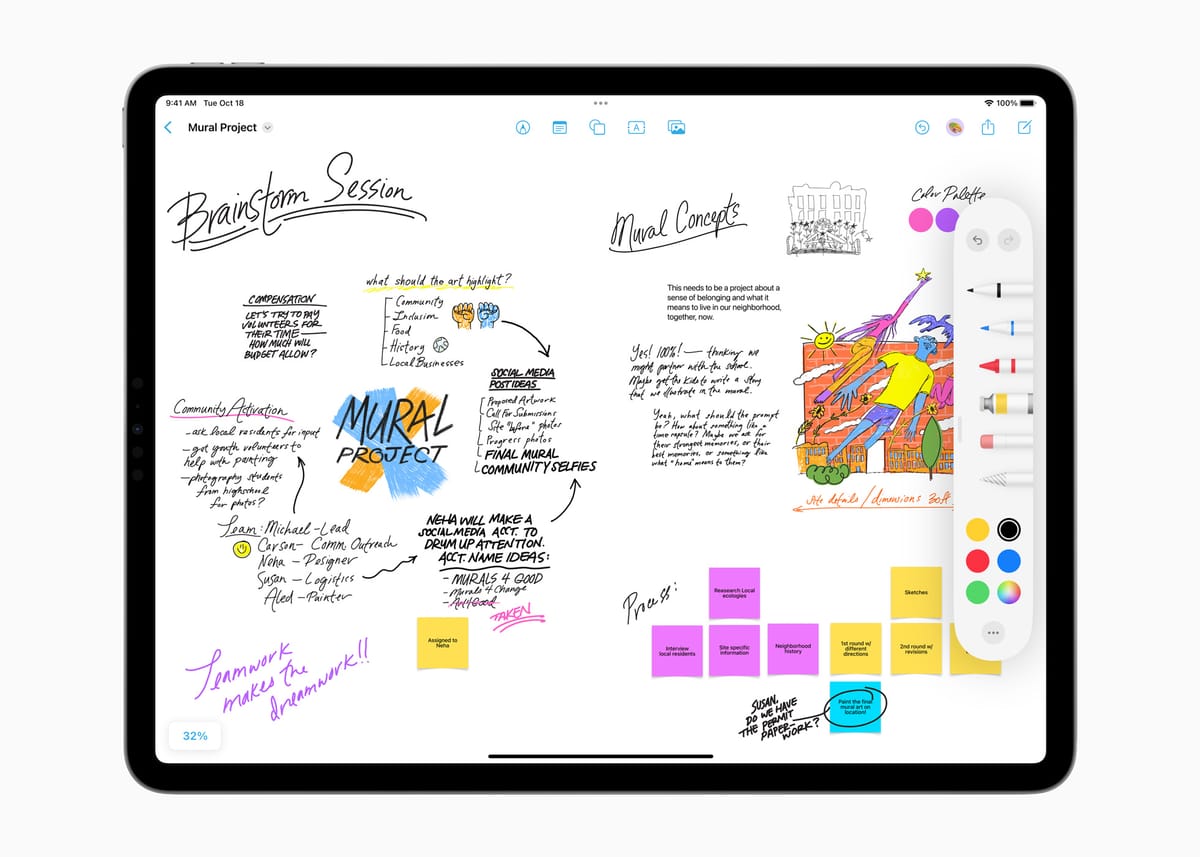 9:41 AM Tue Oct 18
100%
Mural Project
Brainstorm Session
COMPENSATION
LET'S TRY TO PAY
VOLUNTEERS FOR
THEIR TIME —
HOW MUCH WILL
BUDGET ALLOW?
what should the art highlight?
- Community
- Inclusion
- Food
- History
- Local Businesses
SOCIAL MEDIA
POST IDEAS
Proposed Artwork
Call For Submissions
Site "before" photos
Progress photos
FINAL MURAL
COMMUNITY SELFIES
MURAL
PROJECT
Community Activation
- ask local residents for input
- get youth volunteers to
help with painting
- photography students
from highschool
for photos?
Team: Michael - Lead
Carson - Comm. Outreach
Neha - Designer
Susan - Logistics
Aled - Painter
NEHA WILL MAKE A
SOCIAL MEDIA ACCT. TO
DRUM UP ATTENTION.
ACCT. NAME IDEAS:
- MURALS 4 GOOD
- Murals 4 Change
- Art 4 Good
TAKEN
Assigned to
Neha
Teamwork
makes the
dreamwork!!
32%
Mural Concepts
Color Palette
This needs to be a project about a
sense of belonging and what it
means to live in our neighborhood,
together, now.
Yes! 100%! — thinking we
might partner with the school.
Maybe get the kids to write a story
that we illustrate in the mural.
Yeah, what should the prompt
be? How about something like a
time capsule? Maybe we ask for
their strongest memories, or their
best memories, or something like
what "home" means to them?
Site details / dimensions 30ft
Process:
Reasearch Local
ecologies
Sketches
Interview
local residents
Site specific
information
Neighborhood
history
1st round w/
different
directions
2nd round w/
revisions
Paint the final
mural art on
location!
SUSAN,
DO WE HAVE
THE PERMIT
PAPER-
WORK?